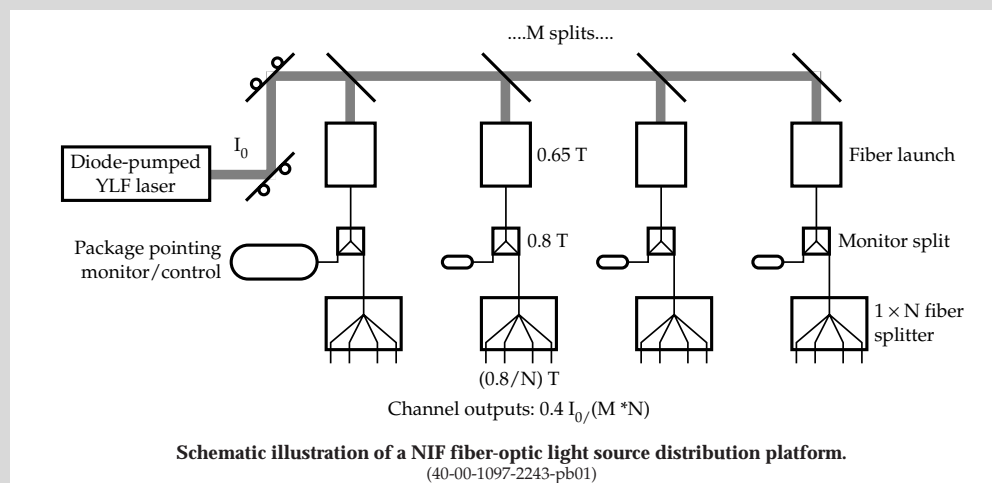 ....M splits....
I0
Diode-pumped
YLF laser
0.65 T
Fiber launch
Package pointing
monitor/control
0.8 T
Monitor split
1 × N fiber
splitter
(0.8/N) T
Channel outputs: 0.4 I0/(M *N)
Schematic illustration of a NIF fiber-optic light source distribution platform.
(40-00-1097-2243-pb01)